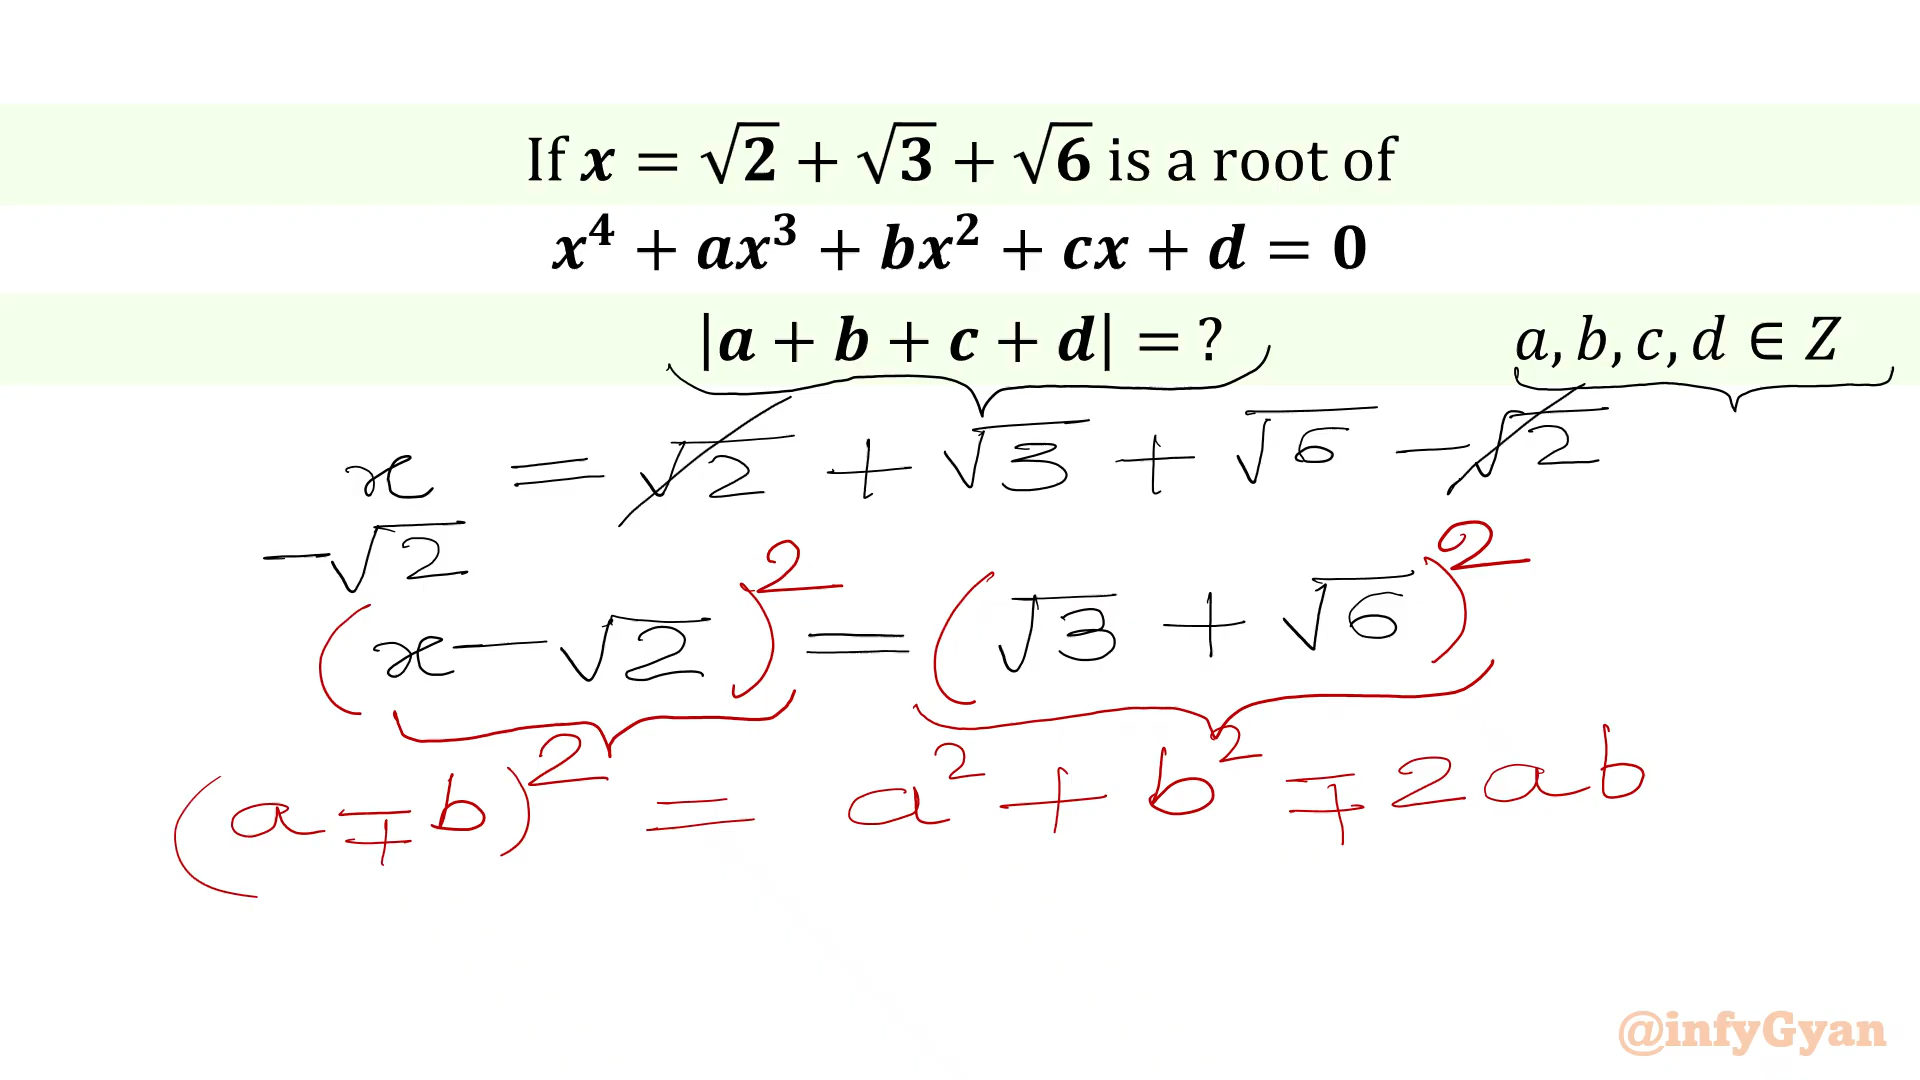 If x = √2 + √3 + √6 is a root of
x⁴ + ax³ + bx² + cx + d = 0
|a + b + c + d| = ? a, b, c, d ∈ Z
x = √2 + √3 + √6 − √2
−√2
(x − √2)² = (√3 + √6)²
(a ∓ b)² = a² + b² ∓ 2ab
@infyGyan